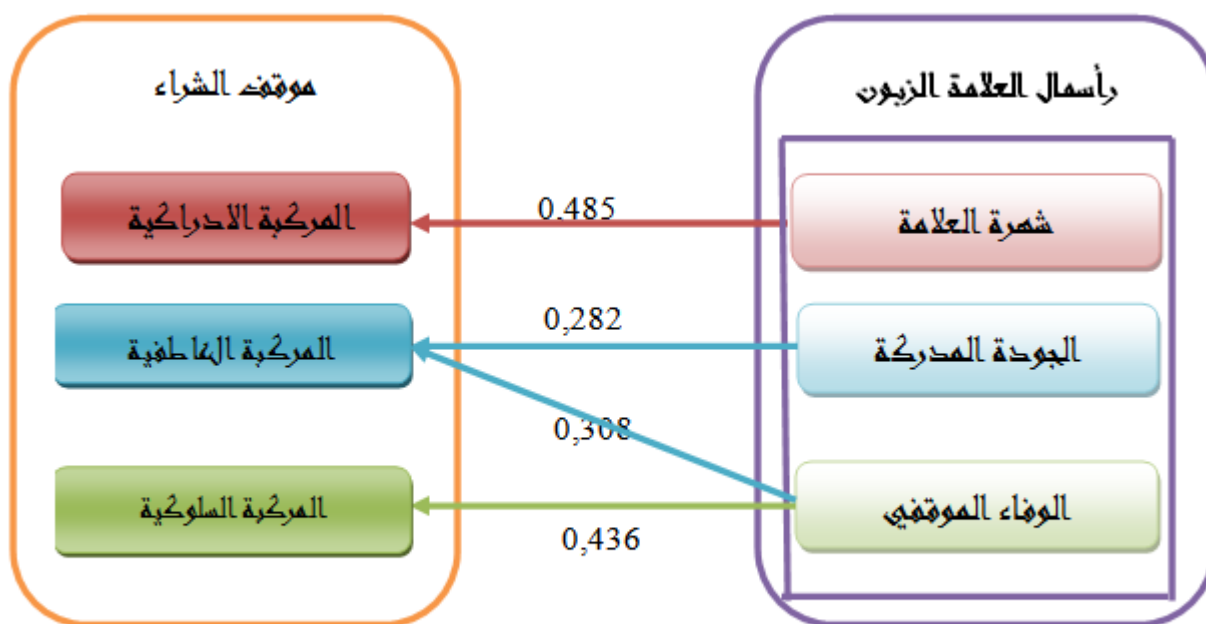 رأسمال العلامة الزبون
موقف الشراء
شهرة العلامة
0.485
المركبة الادراكية
الجودة المدركة
0,282
المركبة العاطفية
0,308
الوفاء الموقفي
0,436
المركبة السلوكية